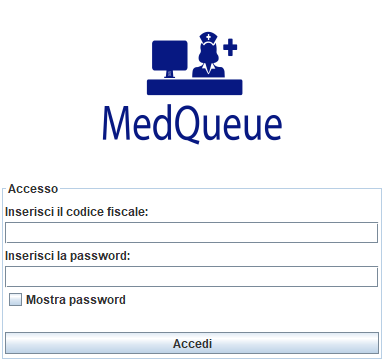 MedQueue
Accesso
Inserisci il codice fiscale:
Inserisci la password:
Mostra password
Accedi